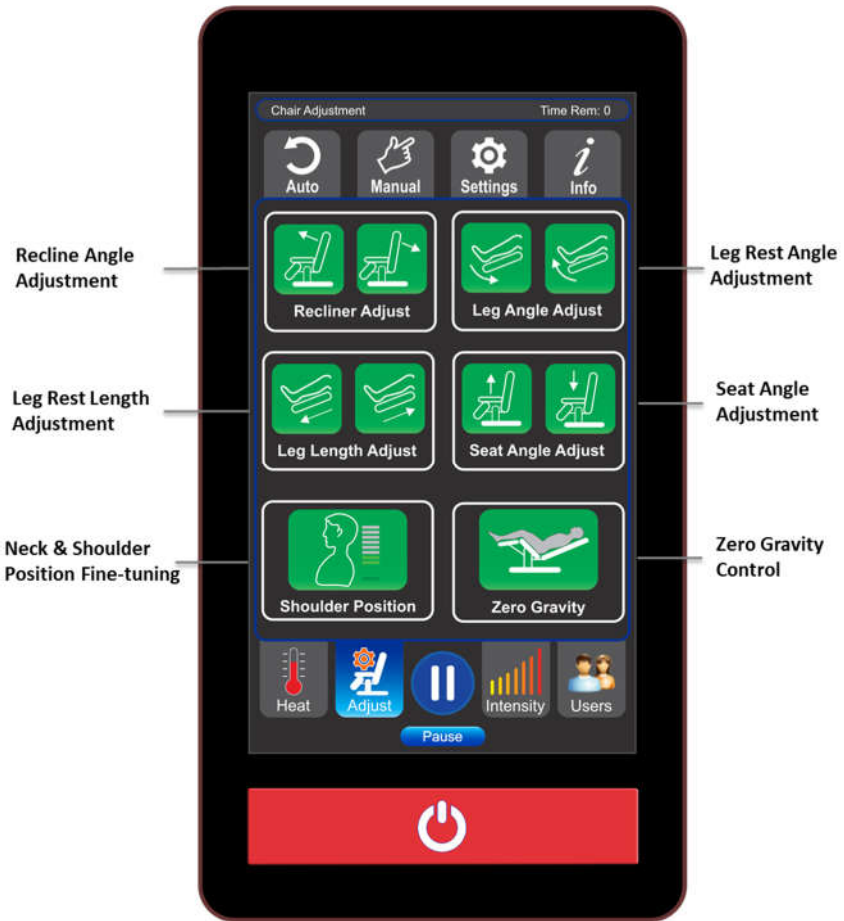 Chair Adjustment Time Rem: 0
Auto Manual Settings Info
Recline Angle
Adjustment
Recliner Adjust
Leg Angle Adjust
Leg Rest Angle
Adjustment
Leg Rest Length
Adjustment
Leg Length Adjust
Seat Angle Adjust
Seat Angle
Adjustment
Neck & Shoulder
Position Fine-tuning
Shoulder Position
Zero Gravity
Zero Gravity
Control
Heat Adjust Intensity Users
Pause